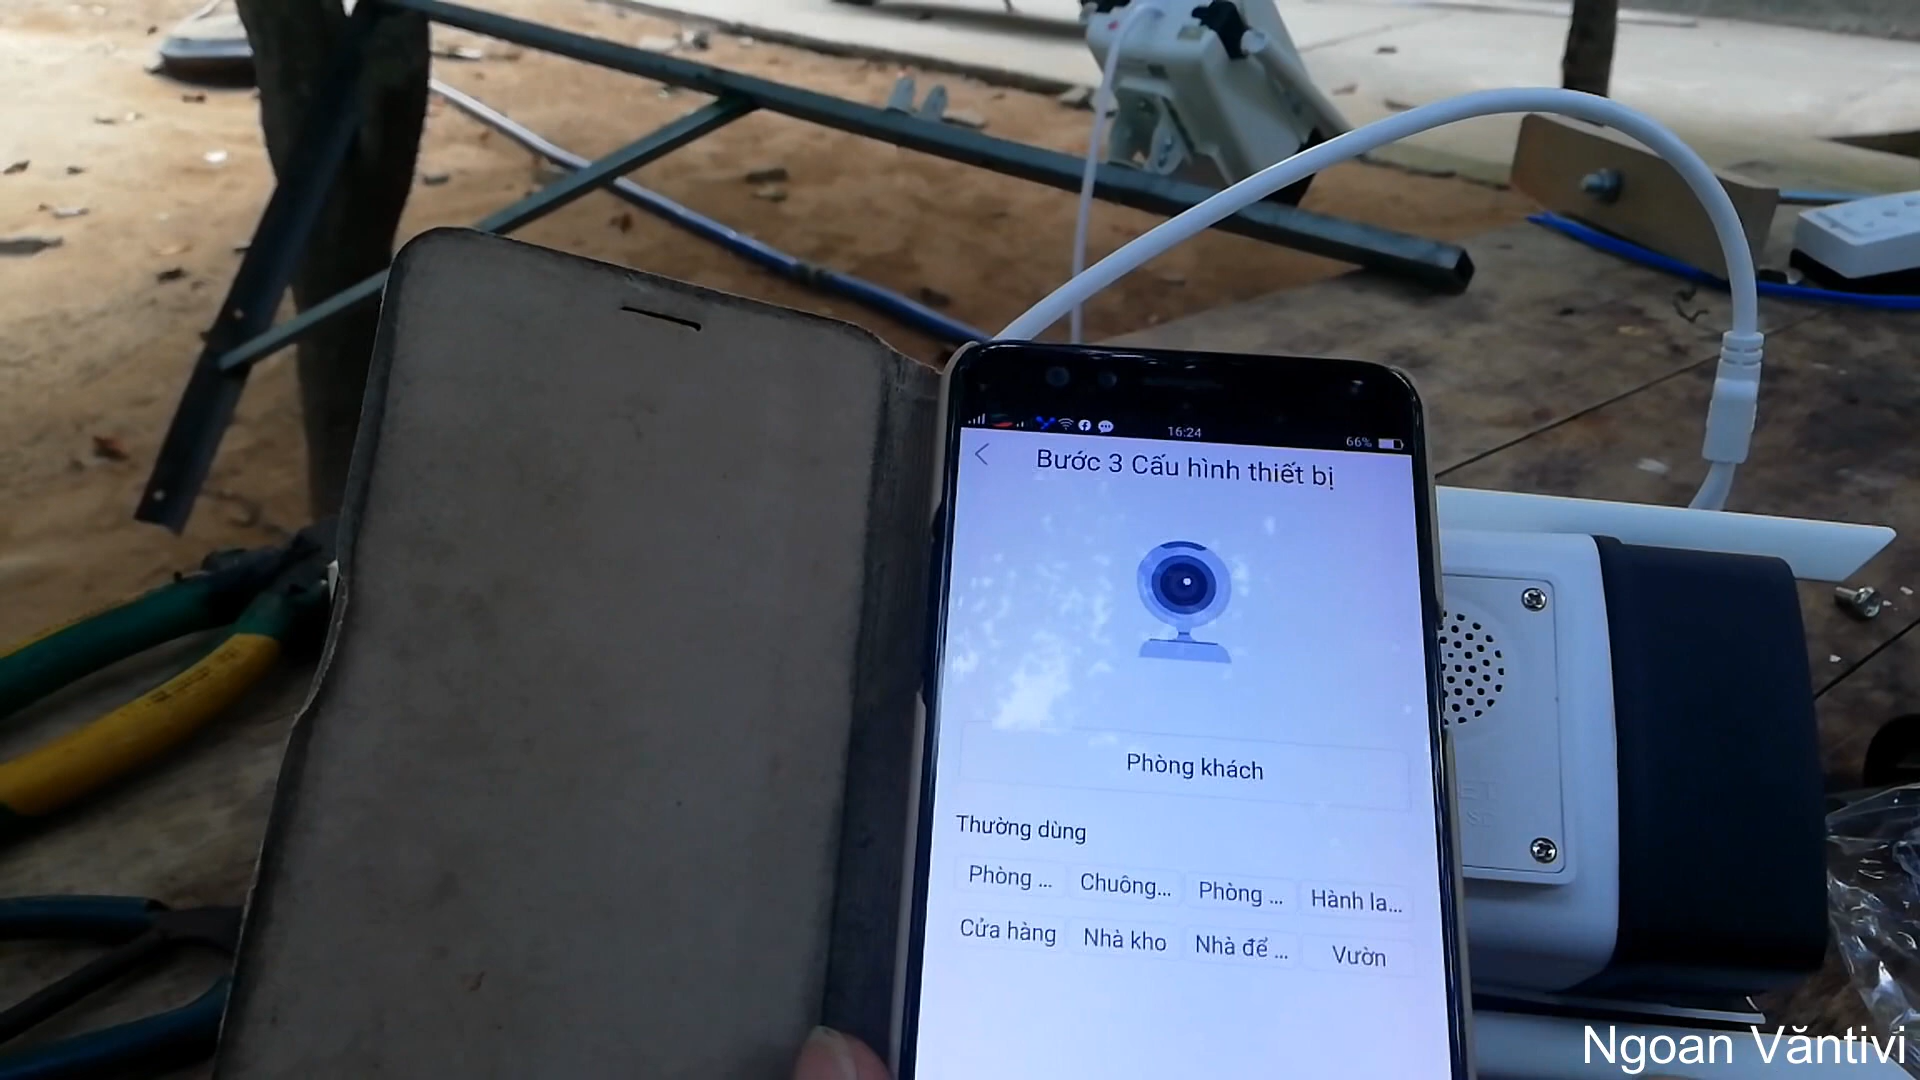 16:24
66%
Bước 3 Cấu hình thiết bị
Phòng khách
Thường dùng
Phòng ... Chuông... Phòng ... Hành la...
Cửa hàng Nhà kho Nhà để ... Vườn
Ngoan Văntivi